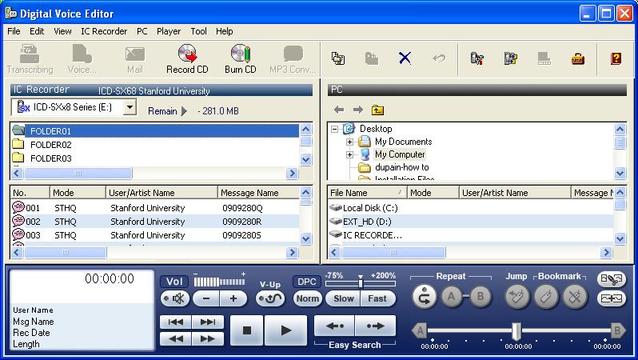 Digital Voice Editor
File Edit View IC Recorder PC Player Tool Help
Transcribing Voice... Mail Record CD Burn CD MP3 Conv...
IC Recorder ICD-SX68 Stanford University
PC
ICD-SXx8 Series (E:) Remain - 281.0 MB
FOLDER01
FOLDER02
FOLDER03
Desktop
My Documents
My Computer
dupain-how to
Installation Files
No. Mode User/Artist Name Message Name
001 STHQ Stanford University 0909280Q
002 STHQ Stanford University 0909280R
003 STHQ Stanford University 0909280S
File Name / Mode User/Artist Name Message N
Local Disk (C:)
EXT_HD (D:)
IC RECORDE...
00:00:00
User Name
Msg Name
Rec Date
Length
Vol V-Up DPC -75% +200%
Norm Slow Fast
Easy Search
Repeat Jump Bookmark
A-B
A B
00:00:00 00:00:00 00:00:00